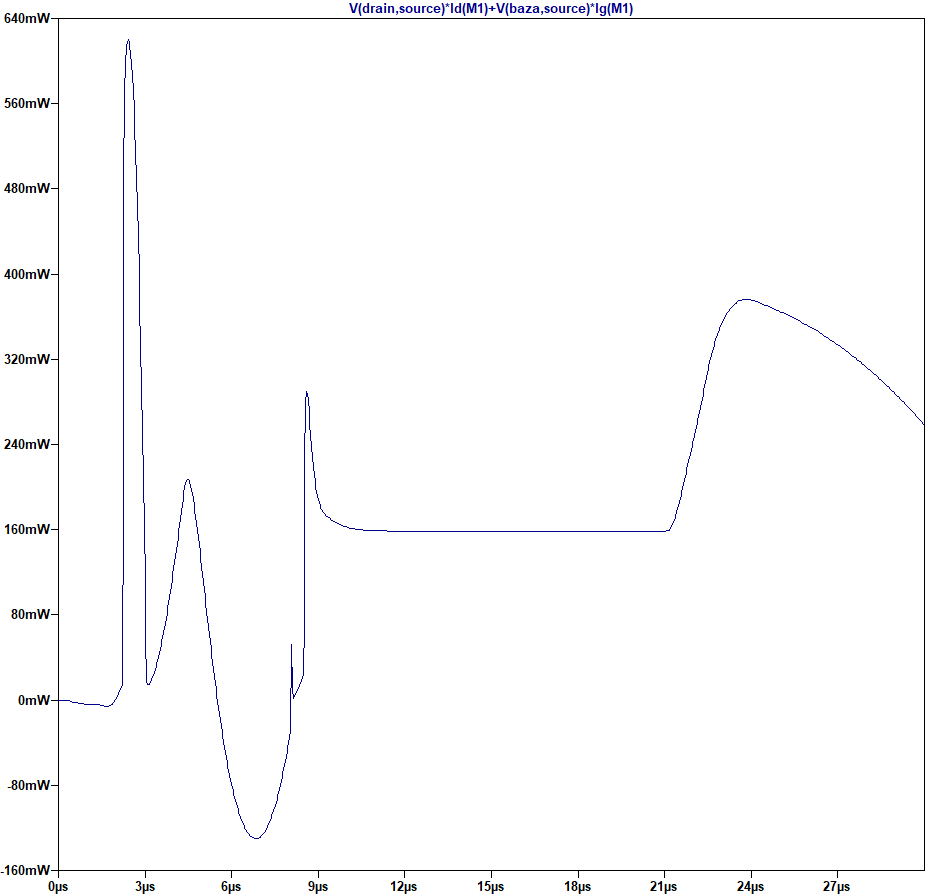 V(drain,source)*Id(M1)+V(baza,source)*Ig(M1)
640mW
560mW
480mW
400mW
320mW
240mW
160mW
80mW
0mW
-80mW
-160mW
0µs 3µs 6µs 9µs 12µs 15µs 18µs 21µs 24µs 27µs